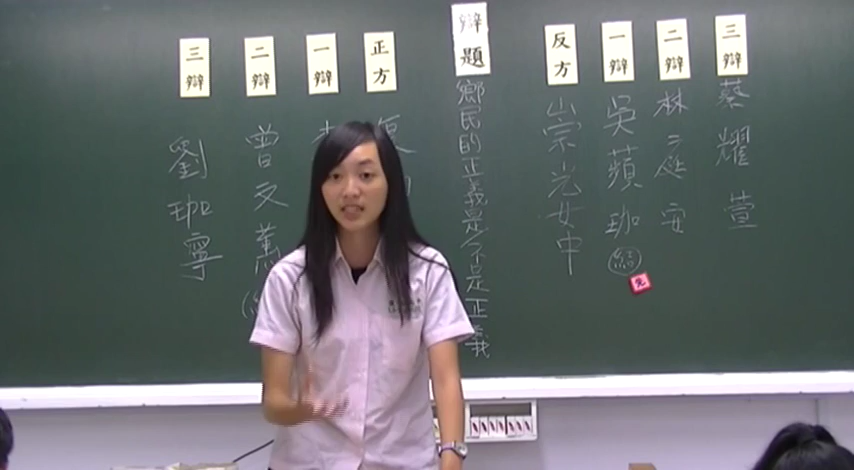 三辯
蔡耀萱
二辯
林庭安
一辯
吳蘋珈
結
反方
崇光女中
辯題
鄉民的正義是不是正義
正方
復
一辯
二辯
曾文薰
三辯
劉珈寧